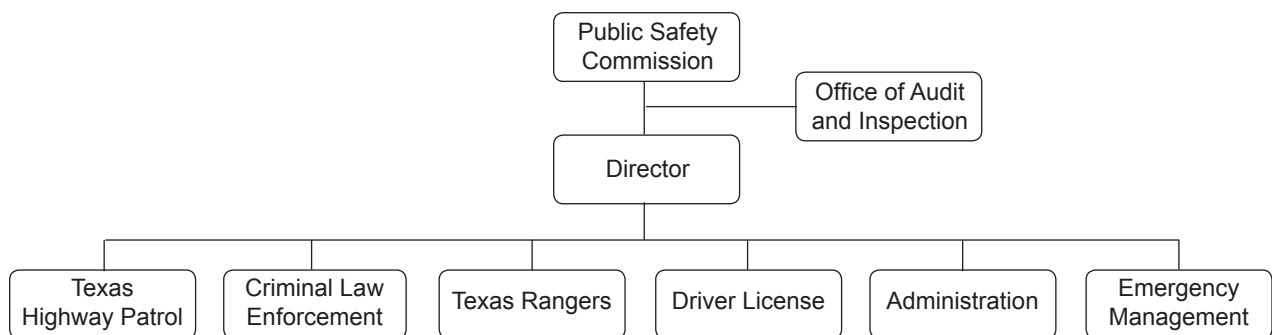 Public Safety
Commission
Office of Audit
and Inspection
Director
Texas
Highway Patrol
Criminal Law
Enforcement
Texas Rangers
Driver License
Administration
Emergency
Management